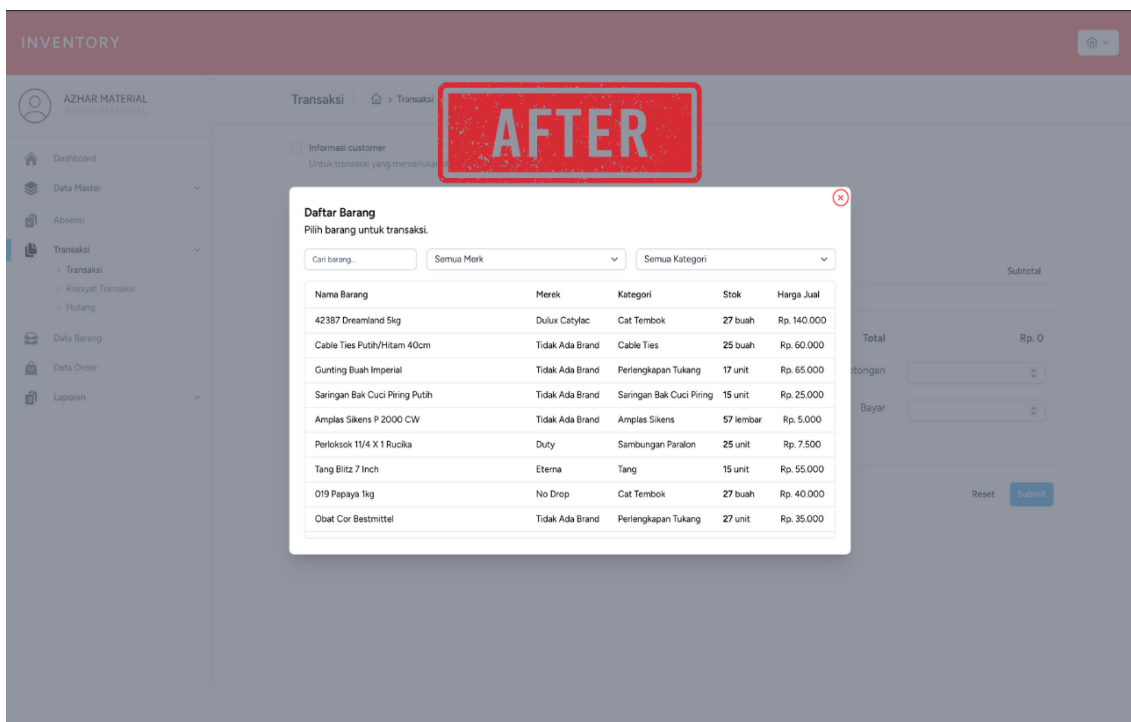 INVENTORY
AZHAR MATERIAL
AZHAR MATERIAL
Dashboard
Data Master
Absensi
Transaksi
Transaksi
Riwayat Transaksi
Hutang
Data Barang
Data Order
Laporan
Transaksi > Transaksi
AFTER
Informasi customer
Untuk transaksi yang memerlukan
Daftar Barang
Pilih barang untuk transaksi.
Cari barang... Semua Merk Semua Kategori
Nama Barang Merek Kategori Stok Harga Jual
42387 Dreamland 5kg Dulux Catylac Cat Tembok 27 buah Rp. 140.000
Cable Ties Putih/Hitam 40cm Tidak Ada Brand Cable Ties 25 buah Rp. 60.000
Gunting Buah Imperial Tidak Ada Brand Perlengkapan Tukang 17 unit Rp. 65.000
Saringan Bak Cuci Piring Putih Tidak Ada Brand Saringan Bak Cuci Piring 15 unit Rp. 25.000
Amplas Sikens P 2000 CW Tidak Ada Brand Amplas Sikens 57 lembar Rp. 5.000
Perloksok 11/4 X 1 Rucika Duty Sambungan Paralon 25 unit Rp. 7.500
Tang Blitz 7 Inch Eterna Tang 15 unit Rp. 55.000
019 Papaya 1kg No Drop Cat Tembok 27 buah Rp. 40.000
Obat Cor Bestmittel Tidak Ada Brand Perlengkapan Tukang 27 unit Rp. 35.000
Subtotal
Total Rp. 0
tongan
Bayar
Reset Submit